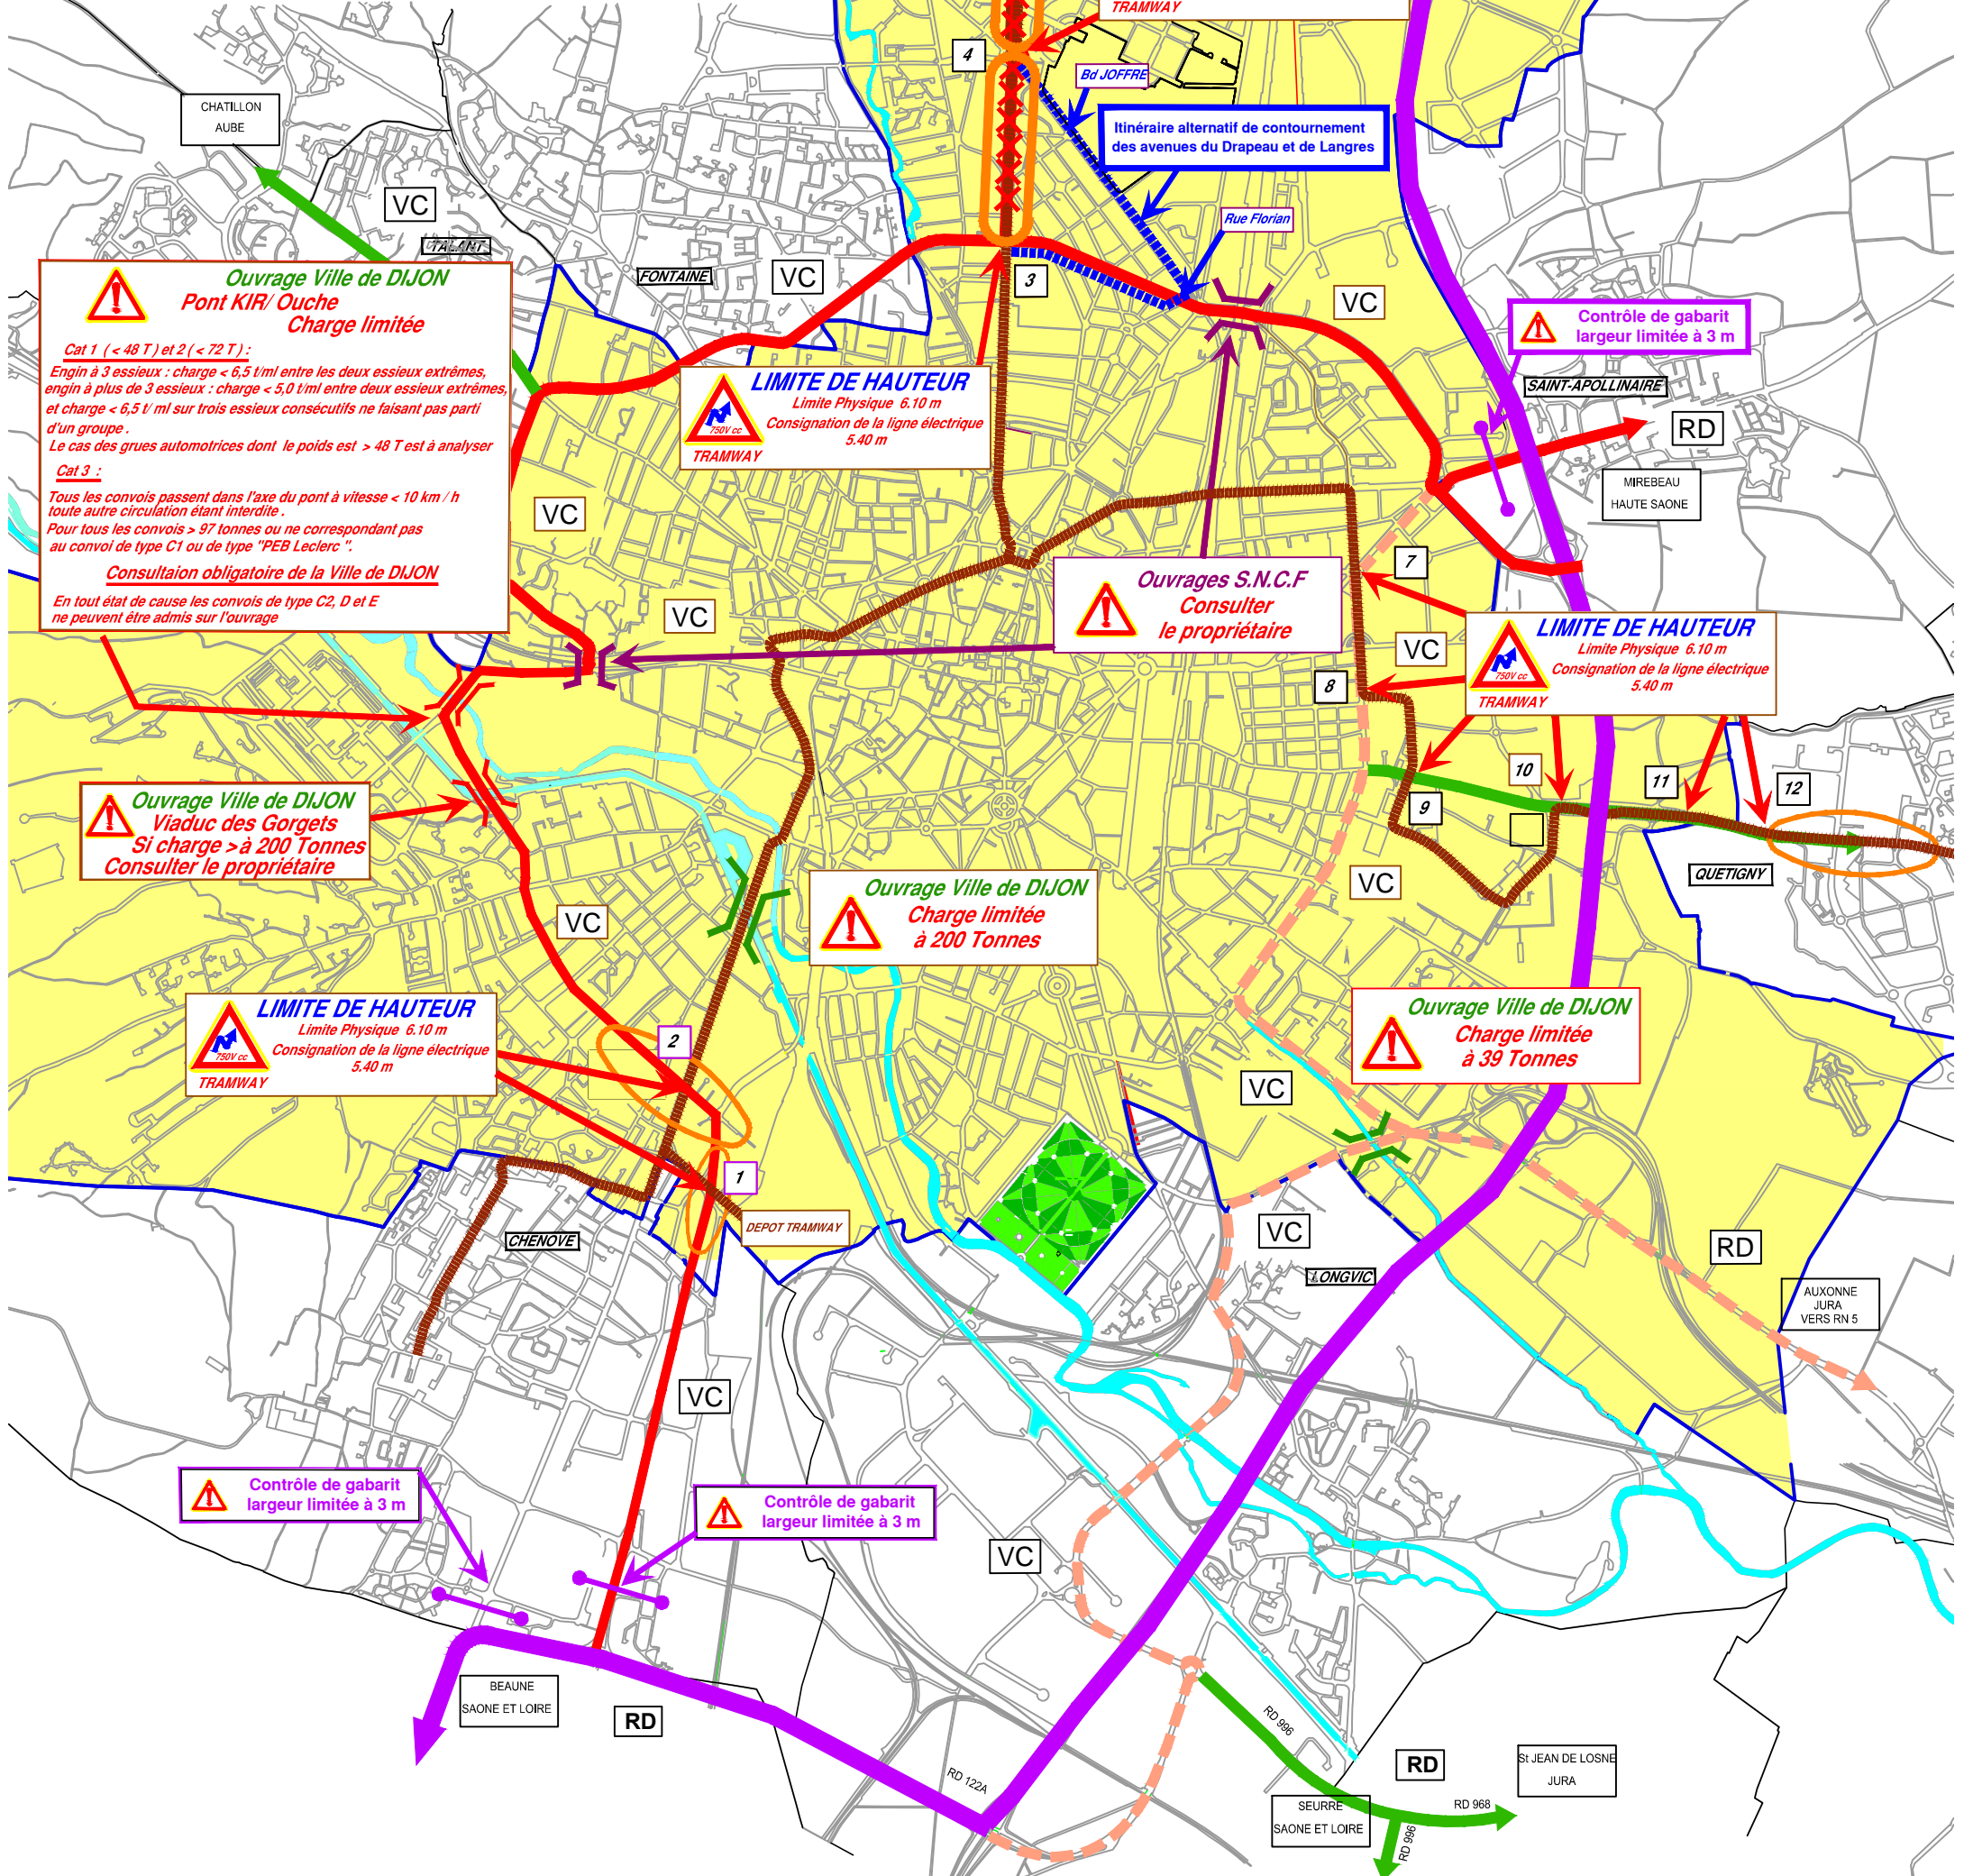 TRAMWAY
4
Bd JOFFRE
CHATILLON
AUBE
Itinéraire alternatif de contournement
des avenues du Drapeau et de Langres
VC
TALANT
Rue Florian
FONTAINE
VC
3
VC
Ouvrage Ville de DIJON
Pont KIR/ Ouche
Charge limitée
Cat 1 ( < 48 T ) et 2 ( < 72 T ) :
Engin à 3 essieux : charge < 6,5 t/ml entre les deux essieux extrêmes,
engin à plus de 3 essieux : charge < 5,0 t/ml entre deux essieux extrêmes,
et charge < 6,5 t/ ml sur trois essieux consécutifs ne faisant pas parti
d'un groupe .
Le cas des grues automotrices dont le poids est > 48 T est à analyser
Cat 3 :
Tous les convois passent dans l'axe du pont à vitesse < 10 km / h
toute autre circulation étant interdite .
Pour tous les convois > 97 tonnes ou ne correspondant pas
au convoi de type C1 ou de type "PEB Leclerc ".
Consultaion obligatoire de la Ville de DIJON
En tout état de cause les convois de type C2, D et E
ne peuvent être admis sur l'ouvrage
Contrôle de gabarit
largeur limitée à 3 m
LIMITE DE HAUTEUR
Limite Physique 6.10 m
Consignation de la ligne électrique
5.40 m
750V cc
TRAMWAY
SAINT-APOLLINAIRE
RD
MIREBEAU
HAUTE SAONE
VC
7
Ouvrages S.N.C.F
Consulter
le propriétaire
VC
VC
LIMITE DE HAUTEUR
Limite Physique 6.10 m
Consignation de la ligne électrique
5.40 m
750V cc
TRAMWAY
8
10
11
12
9
Ouvrage Ville de DIJON
Viaduc des Gorgets
Si charge > à 200 Tonnes
Consulter le propriétaire
VC
QUETIGNY
Ouvrage Ville de DIJON
Charge limitée
à 200 Tonnes
VC
LIMITE DE HAUTEUR
Limite Physique 6.10 m
Consignation de la ligne électrique
5.40 m
750V cc
TRAMWAY
2
Ouvrage Ville de DIJON
Charge limitée
à 39 Tonnes
VC
1
DEPOT TRAMWAY
CHENOVE
VC
RD
LONGVIC
AUXONNE
JURA
VERS RN 5
VC
Contrôle de gabarit
largeur limitée à 3 m
Contrôle de gabarit
largeur limitée à 3 m
VC
BEAUNE
SAONE ET LOIRE
RD
RD 996
RD 122A
RD
St JEAN DE LOSNE
JURA
SEURRE
SAONE ET LOIRE
RD 968
RD 996